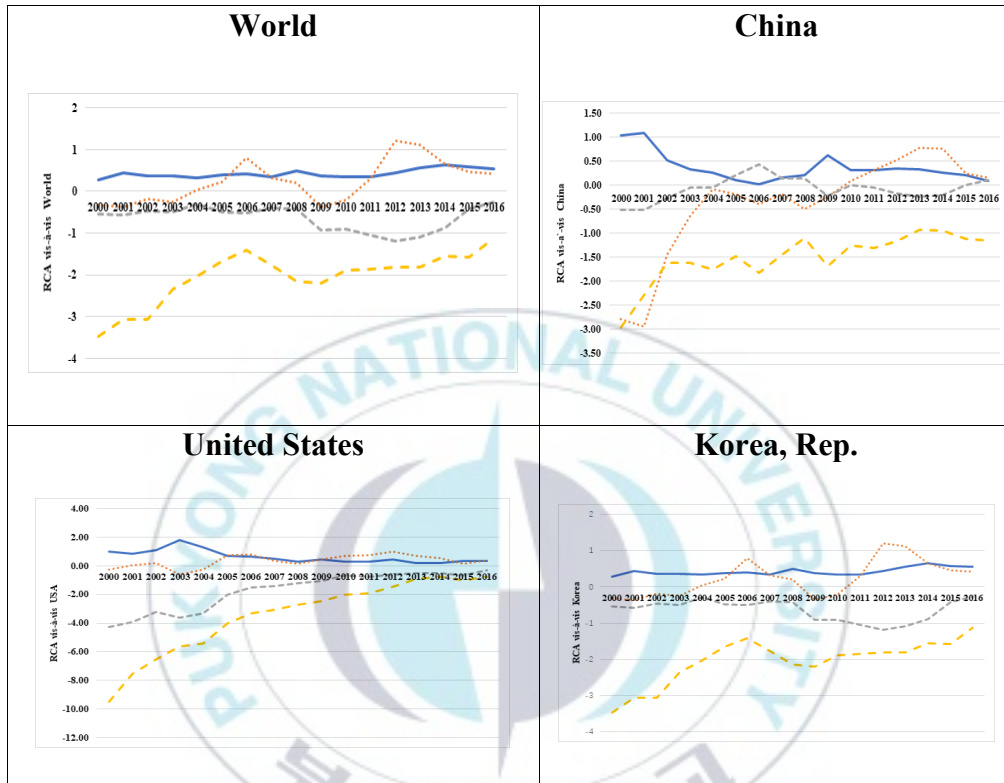 World
China
2
1
0
-1
-2
-3
-4
2000 2001 2002 2003 2004 2005 2006 2007 2008 2009 2010 2011 2012 2013 2014 2015 2016
RCA vis-à-vis World
1.50
1.00
0.50
0.00
-0.50
-1.00
-1.50
-2.00
-2.50
-3.00
-3.50
2000 2001 2002 2003 2004 2005 2006 2007 2008 2009 2010 2011 2012 2013 2014 2015 2016
RCA vis-a`-vis China
United States
Korea, Rep.
4.00
2.00
0.00
-2.00
-4.00
-6.00
-8.00
-10.00
-12.00
2000 2001 2002 2003 2004 2005 2006 2007 2008 2009 2010 2011 2012 2013 2014 2015 2016
RCA vis-à-vis USA
2
1
0
-1
-2
-3
-4
2000 2001 2002 2003 2004 2005 2006 2007 2008 2009 2010 2011 2012 2013 2014 2015 2016
RCA vis-à-vis Korea
PUKYONG NATIONAL UNIVERSITY